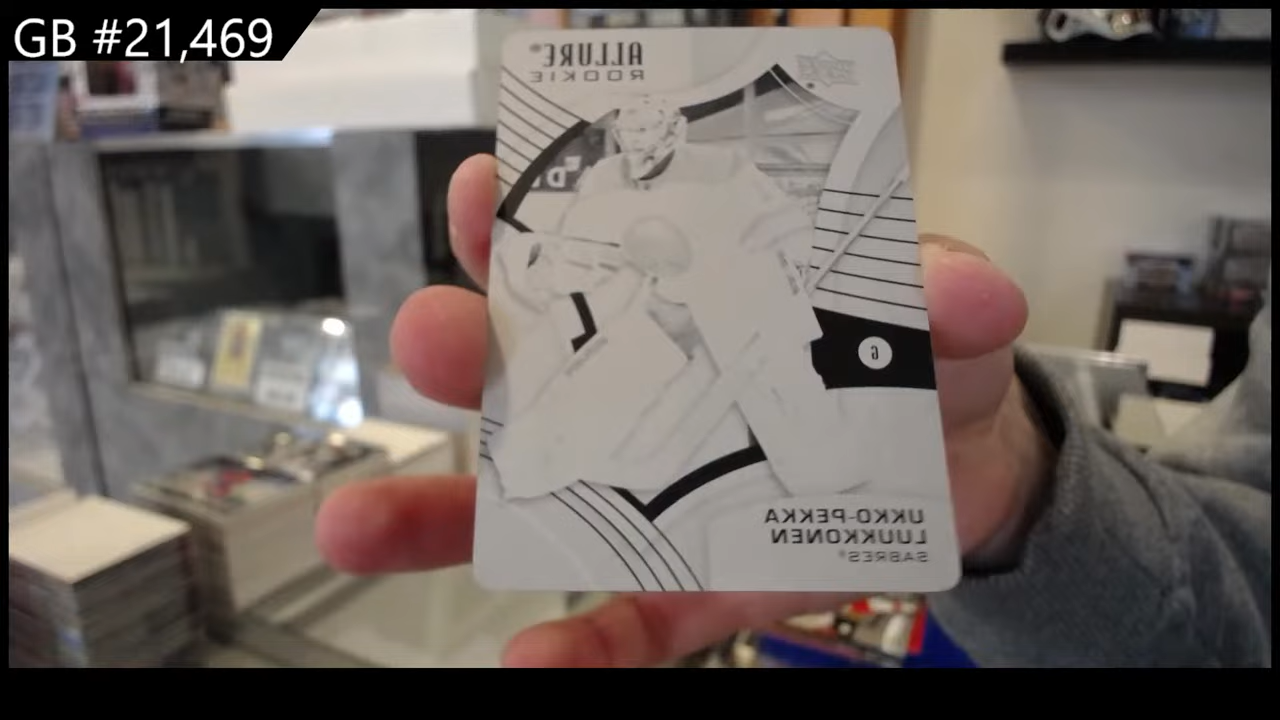 GB #21,469
ALLURE®
ROOKIE
G
UKKO-PEKKA
LUUKKONEN
SABRES®